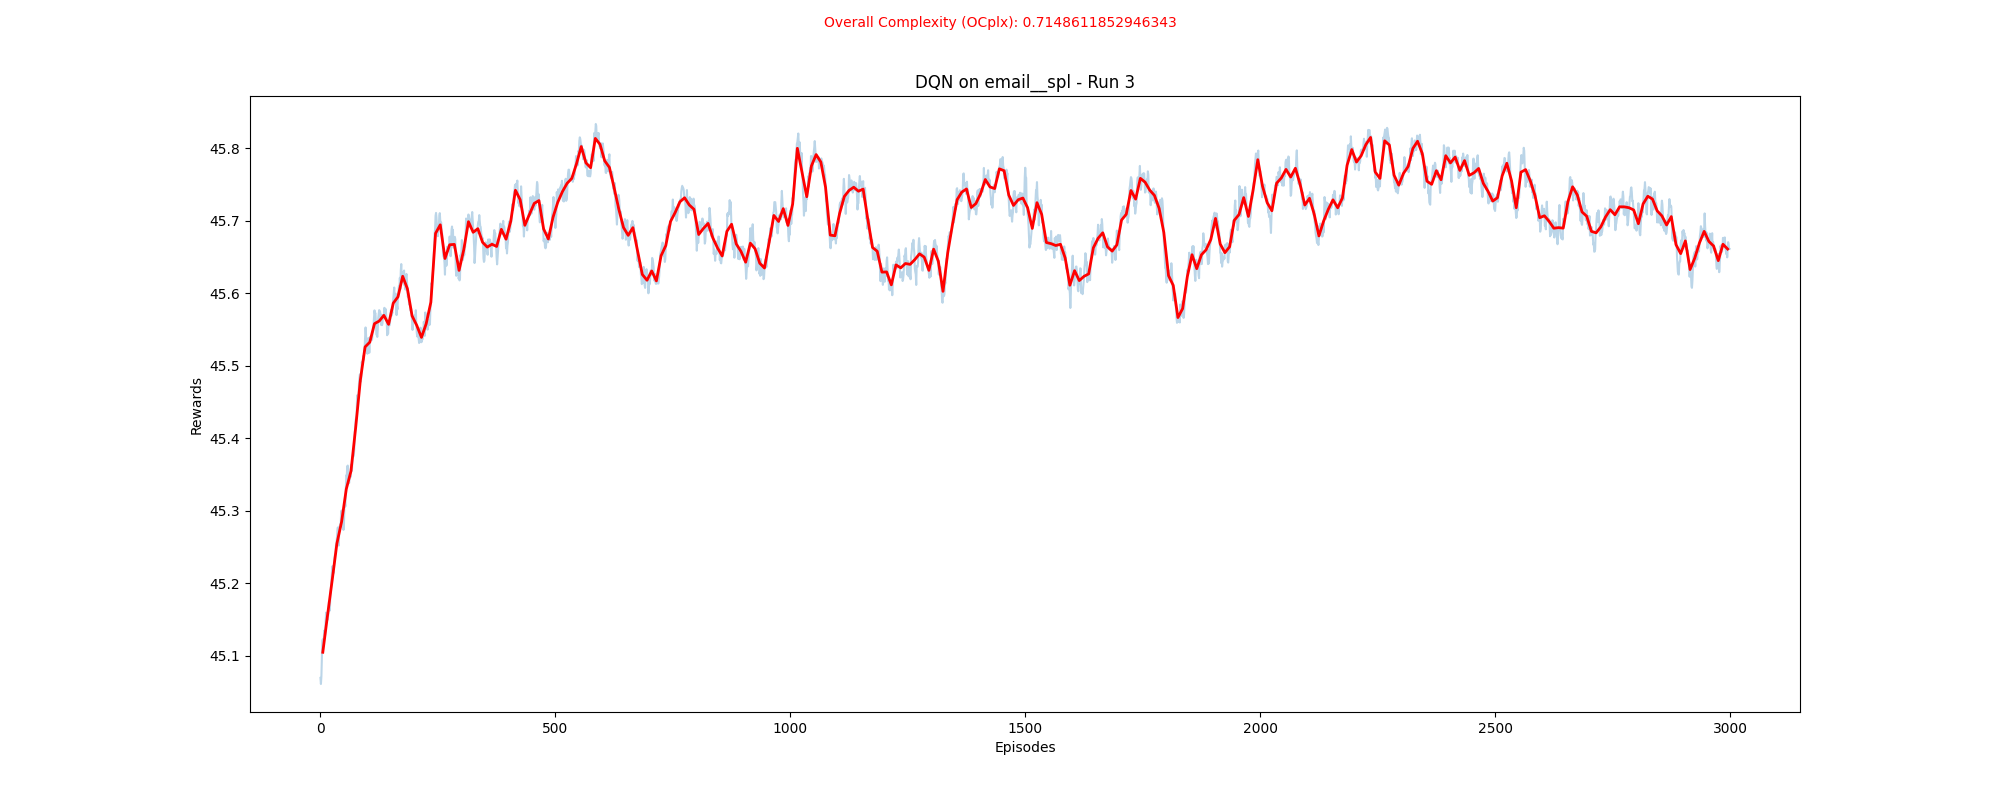 Overall Complexity (OCplx): 0.7148611852946343
DQN on email__spl - Run 3
45.8
45.7
45.6
45.5
45.4
45.3
45.2
45.1
Rewards
0 500 1000 1500 2000 2500 3000
Episodes